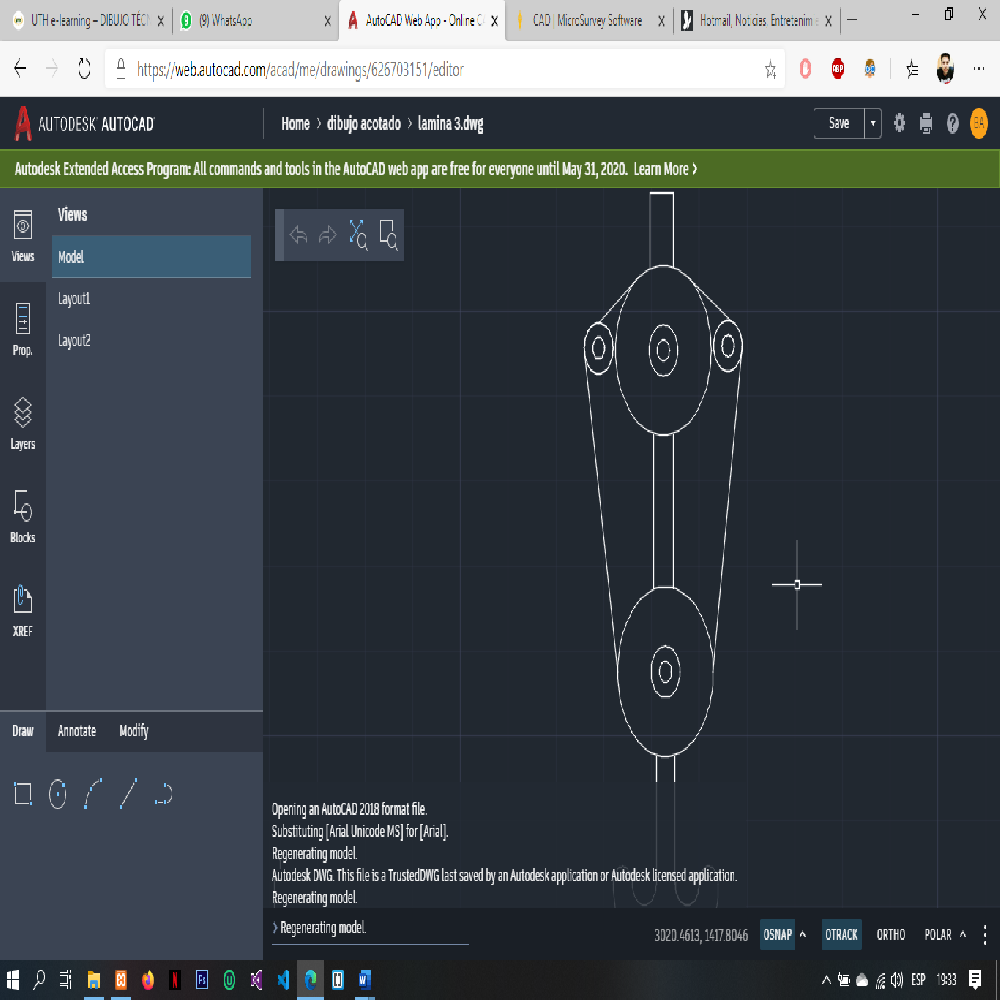 UTH e-Learning – DIBUJO TÉCN
(9) WhatsApp
AutoCAD Web App - Online C
CAD | MicroSurvey Software
Hotmail, Noticias, Entretenim e
https://web.autocad.com/acad/me/drawings/626703151/editor
ABP
AUTODESK® AUTOCAD®
Home > dibujo acotado > lamina 3.dwg
Save
BA
Autodesk Extended Access Program: All commands and tools in the AutoCAD web app are free for everyone until May 31, 2020. Learn More >
Views
Views
Model
Layout1
Layout2
Prop.
Layers
Blocks
XREF
Draw
Annotate
Modify
Opening an AutoCAD 2018 format file.
Substituting [Arial Unicode MS] for [Arial].
Regenerating model.
Autodesk DWG. This file is a TrustedDWG last saved by an Autodesk application or Autodesk licensed application.
Regenerating model.
> Regenerating model.
3020.4613, 1417.8046
OSNAP
OTRACK
ORTHO
POLAR
N
Ps
W
ESP
19:33